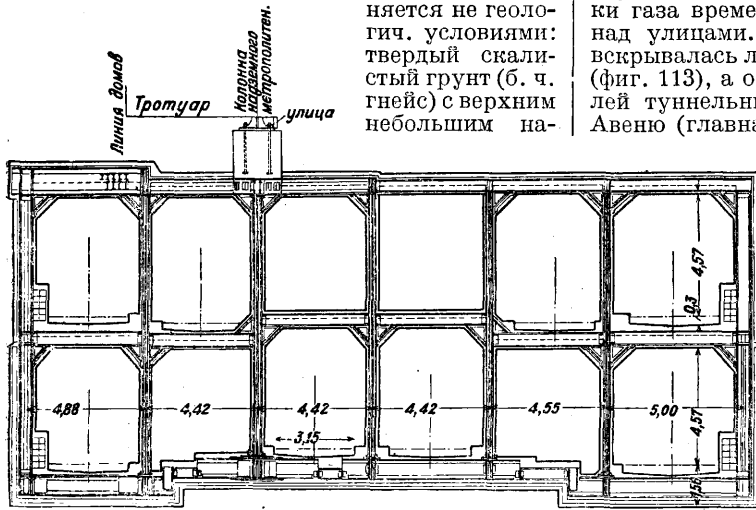 няется не геоло-
гич. условиями:
твердый скали-
стый грунт (б. ч.
гнейс) с верхним
небольшим на-
ки газа време
над улицами.
вскрывалась л
(фиг. 113), а о
лей туннельн
Авеню (главна
Линия домов
Тротуар
Колонна
надземного
метрополитен.
улица
4,57
0,3
4,88
4,42
4,42
4,42
4,55
5,00
3,15
4,57
1,56